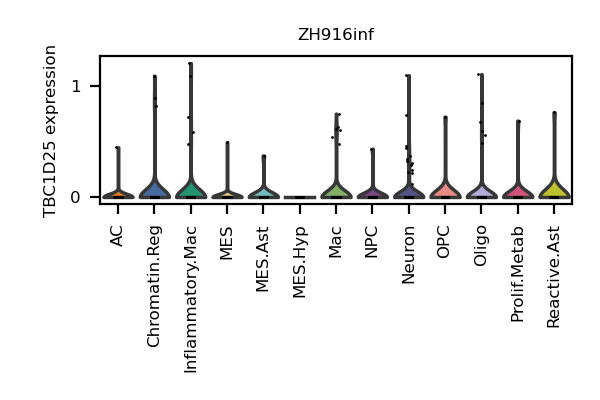 ZH916inf
TBC1D25 expression
1
0
AC
Chromatin.Reg
Inflammatory.Mac
MES
MES.Ast
MES.Hyp
Mac
NPC
Neuron
OPC
Oligo
Prolif.Metab
Reactive.Ast